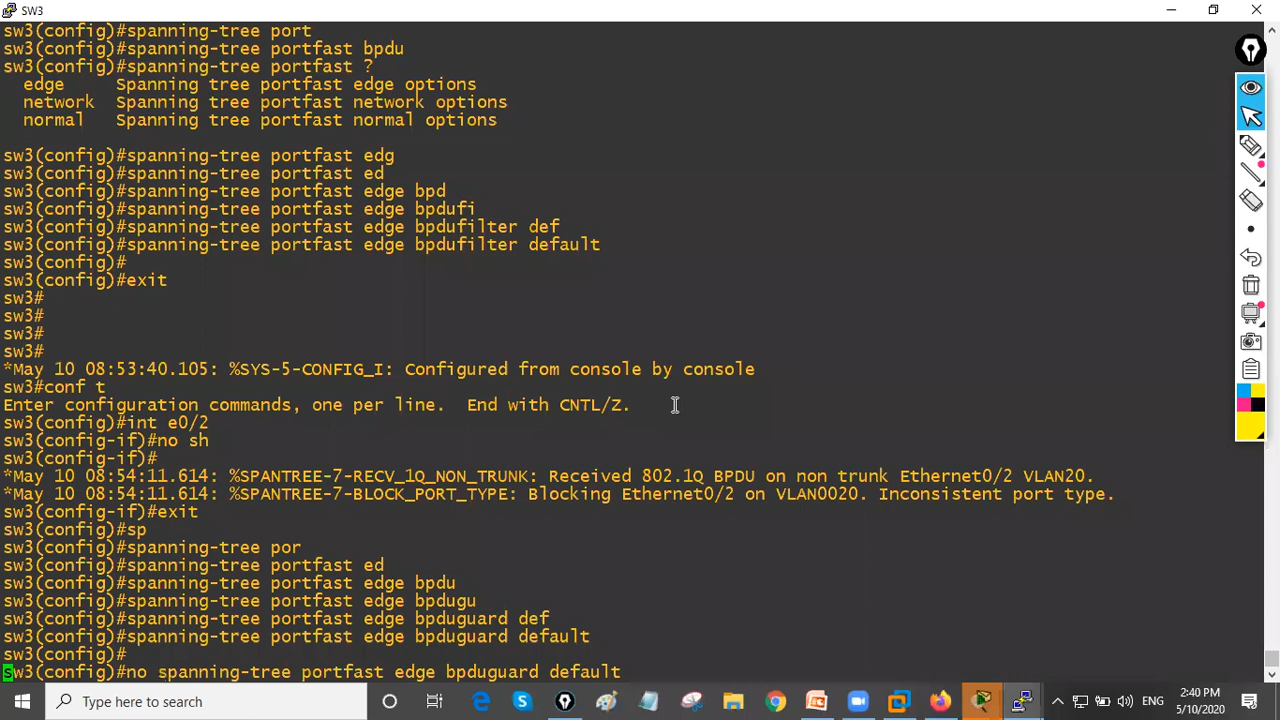 SW3
sw3(config)#spanning-tree port
sw3(config)#spanning-tree portfast bpdu
sw3(config)#spanning-tree portfast ?
  edge     Spanning tree portfast edge options
  network  Spanning tree portfast network options
  normal   Spanning tree portfast normal options
sw3(config)#spanning-tree portfast edg
sw3(config)#spanning-tree portfast ed
sw3(config)#spanning-tree portfast edge bpd
sw3(config)#spanning-tree portfast edge bpdufi
sw3(config)#spanning-tree portfast edge bpdufilter def
sw3(config)#spanning-tree portfast edge bpdufilter default
sw3(config)#
sw3(config)#exit
sw3#
sw3#
sw3#
sw3#
*May 10 08:53:40.105: %SYS-5-CONFIG_I: Configured from console by console
sw3#conf t
Enter configuration commands, one per line.  End with CNTL/Z.
sw3(config)#int e0/2
sw3(config-if)#no sh
sw3(config-if)#
*May 10 08:54:11.614: %SPANTREE-7-RECV_1Q_NON_TRUNK: Received 802.1Q BPDU on non trunk Ethernet0/2 VLAN20.
*May 10 08:54:11.614: %SPANTREE-7-BLOCK_PORT_TYPE: Blocking Ethernet0/2 on VLAN0020. Inconsistent port type.
sw3(config-if)#exit
sw3(config)#sp
sw3(config)#spanning-tree por
sw3(config)#spanning-tree portfast ed
sw3(config)#spanning-tree portfast edge bpdu
sw3(config)#spanning-tree portfast edge bpdugu
sw3(config)#spanning-tree portfast edge bpduguard def
sw3(config)#spanning-tree portfast edge bpduguard default
sw3(config)#
sw3(config)#no spanning-tree portfast edge bpduguard default
Type here to search
ENG
2:40 PM
5/10/2020